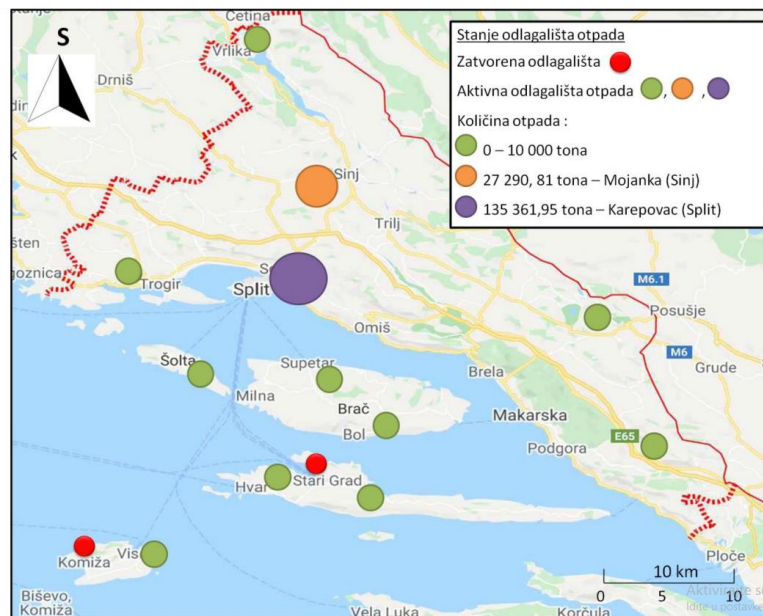 Cetina
Vrlika
S
Drniš
Stanje odlagališta otpada
Zatvorena odlagališta
Aktivna odlagališta otpada , ,
Količina otpada :
0 – 10 000 tona
27 290, 81 tona – Mojanka (Sinj)
135 361,95 tona – Karepovac (Split)
Sinj
Trilj
Trogir
Split
Omiš
M6.1
Posušje
M6
Grude
Šolta
Supetar
Milna
Brela
Brač
Makarska
Bol
E65
Podgora
Hvar
Stari Grad
Komiža
Vis
Ploče
10 km
0 5 10
Biševo,
Komiža
Vela Luka
Korčula